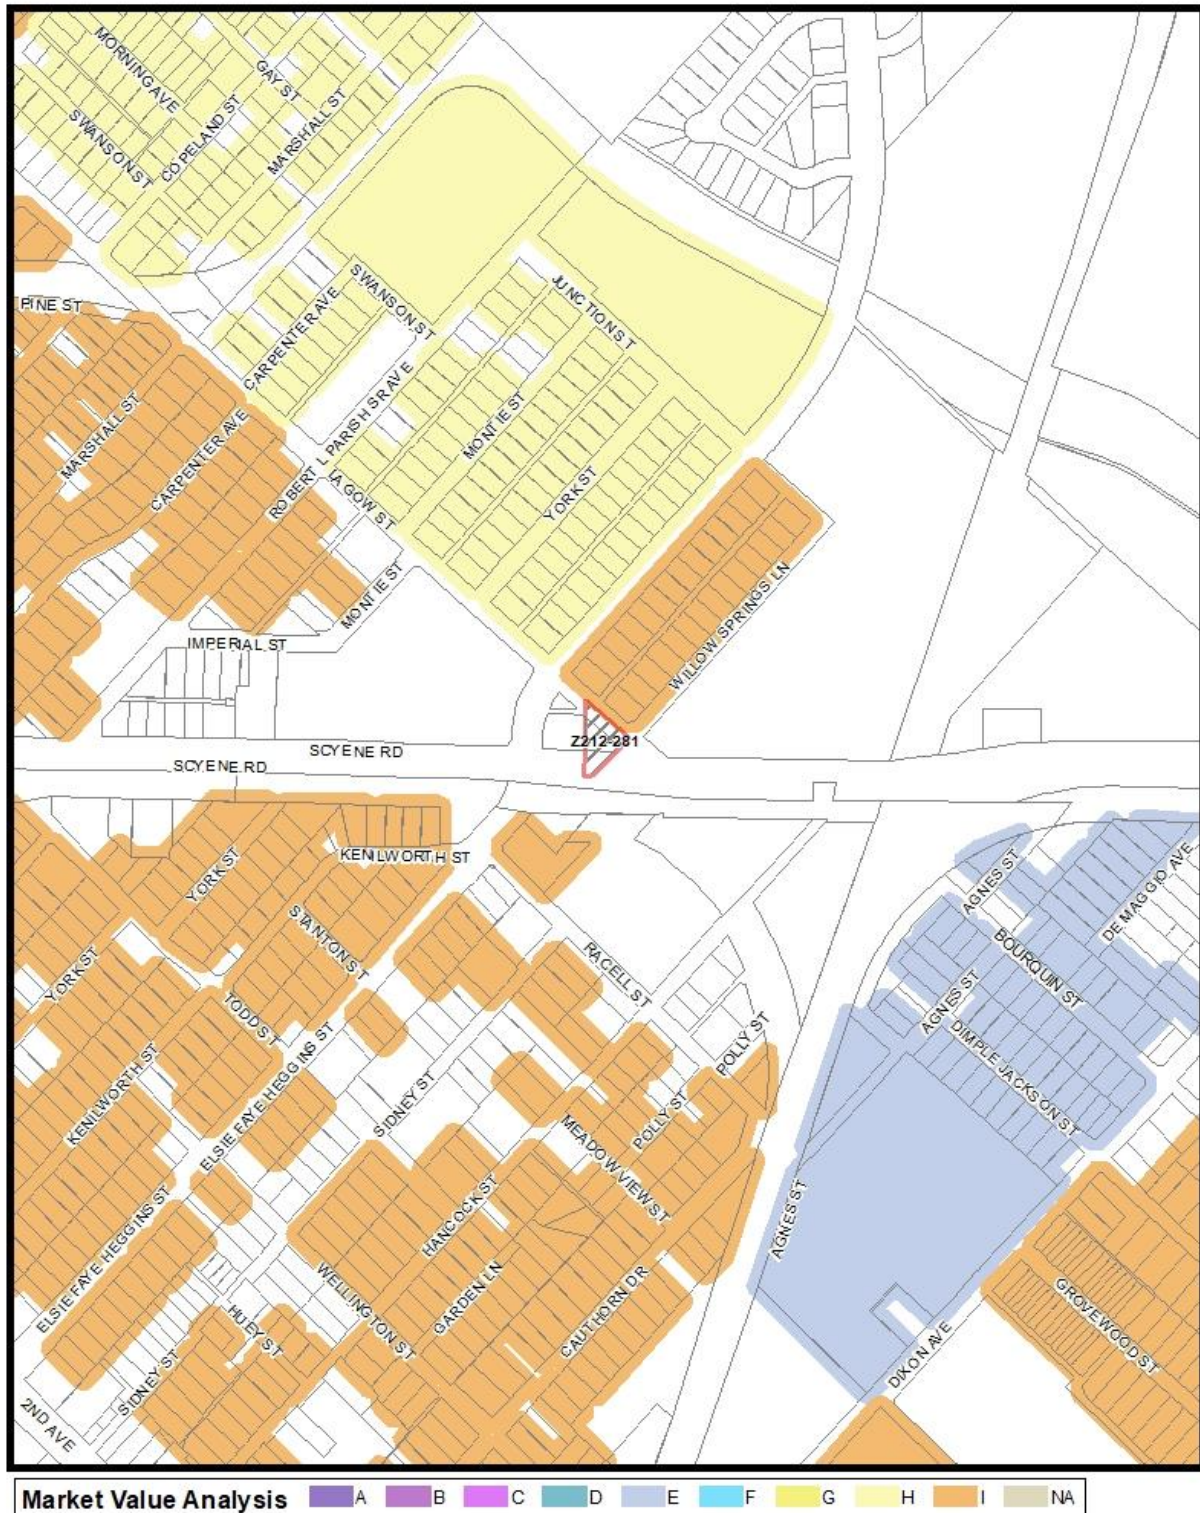 MORNING AVE
GAY ST
SWANSON ST
COPELAND ST
MARSHALL ST
PINE ST
SWANSON ST
JUNCTION ST
CARPENTER AVE
MARSHALL ST
CARPENTER AVE
ROBERT L PARISH SR AVE
MONTIE ST
YORK ST
MONTIE ST
IMPERIAL ST
WILLOW SPRINGS LN
Z212-281
SCYENE RD
SCYENE RD
KENILWORTH ST
YORK ST
STANTON ST
AGNES ST
DEMAGGIO AVE
BOURQUIN ST
YORK ST
TODD ST
RACELL ST
AGNES ST
DIMPLE JACKSON ST
KENILWORTH ST
ELSIE FAYE HEGGINS ST
SIDNEY ST
POLLY ST
POLLY ST
MEADOW VIEW ST
ELSIE FAYE HEGGINS ST
HANCOCK ST
AGNES ST
WELLINGTON ST
GARDEN LN
CAUTHORN DR
HUEY ST
SIDNEY ST
2ND AVE
DIXON AVE
GROVEWOOD ST
Market Value Analysis A B C D E F G H I NA